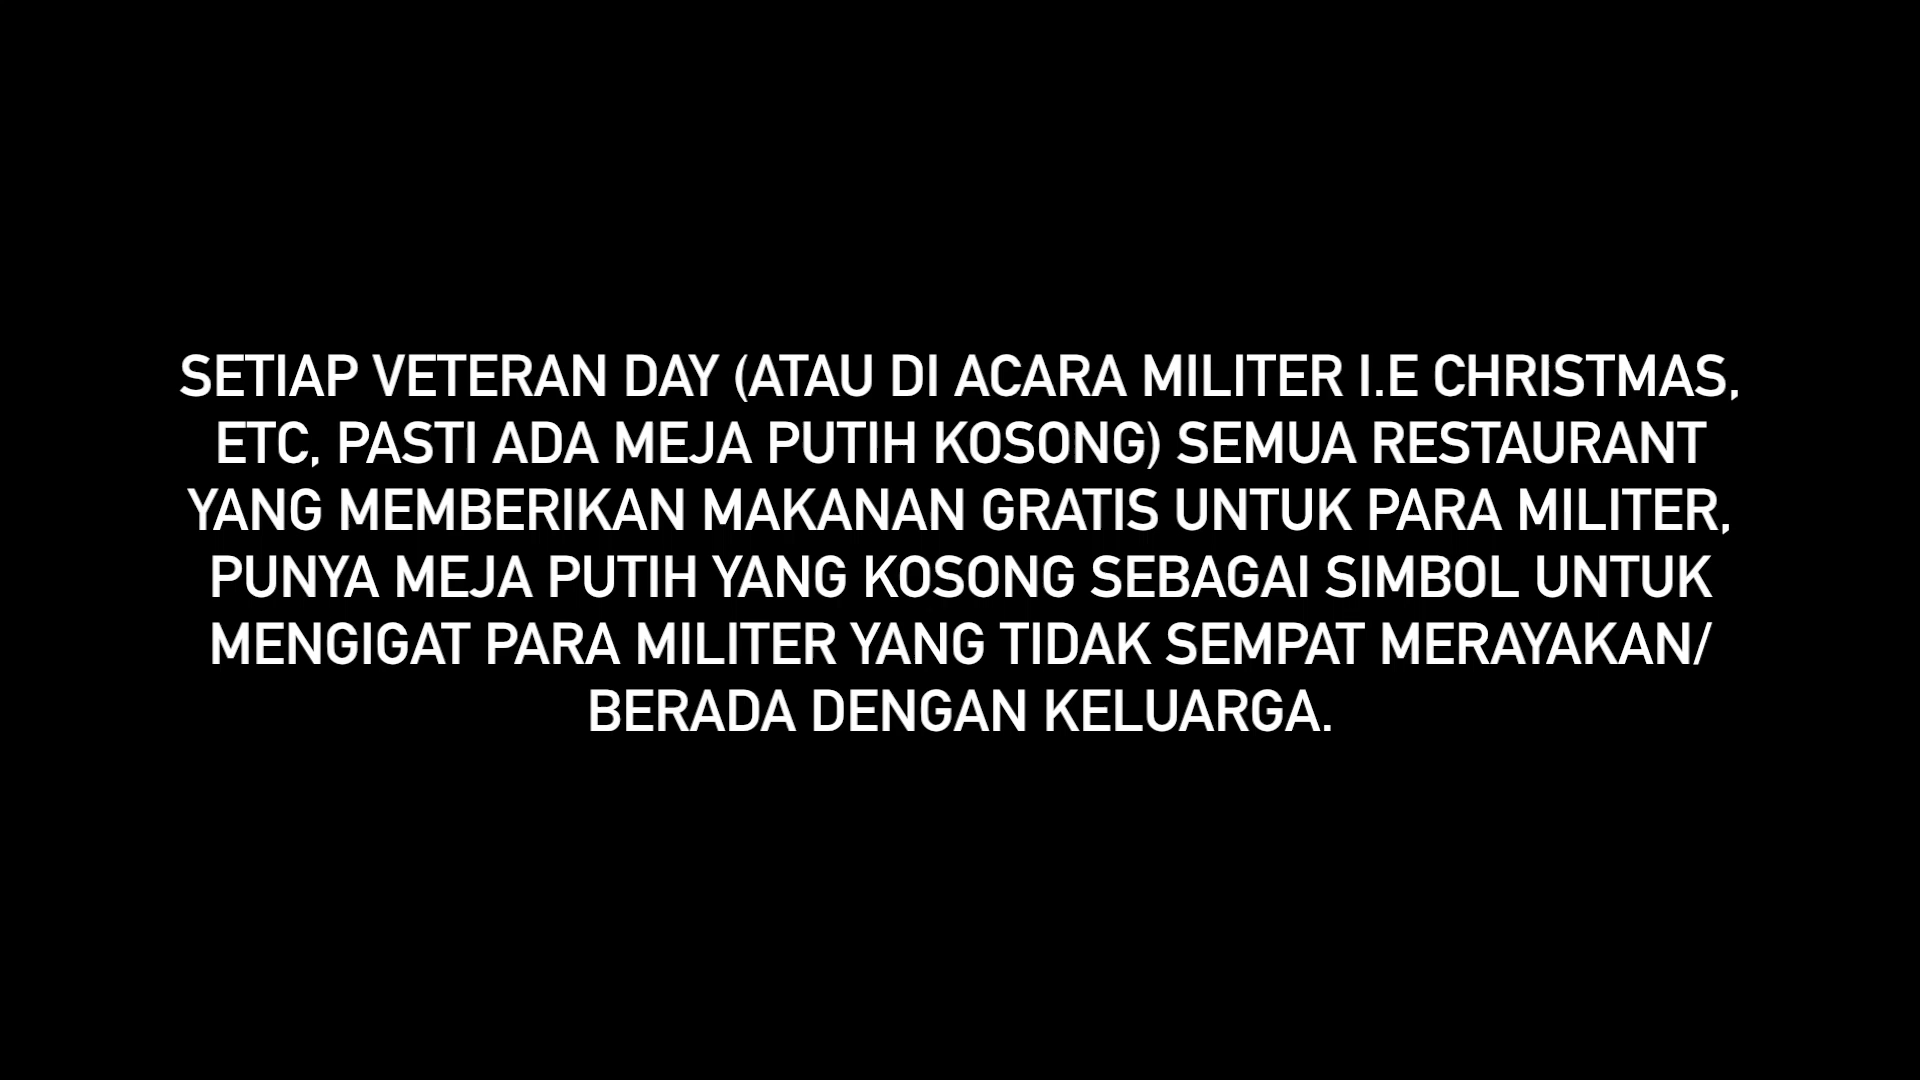 SETIAP VETERAN DAY (ATAU DI ACARA MILITER I.E CHRISTMAS,
ETC, PASTI ADA MEJA PUTIH KOSONG) SEMUA RESTAURANT
YANG MEMBERIKAN MAKANAN GRATIS UNTUK PARA MILITER,
PUNYA MEJA PUTIH YANG KOSONG SEBAGAI SIMBOL UNTUK
MENGIGAT PARA MILITER YANG TIDAK SEMPAT MERAYAKAN/
BERADA DENGAN KELUARGA.